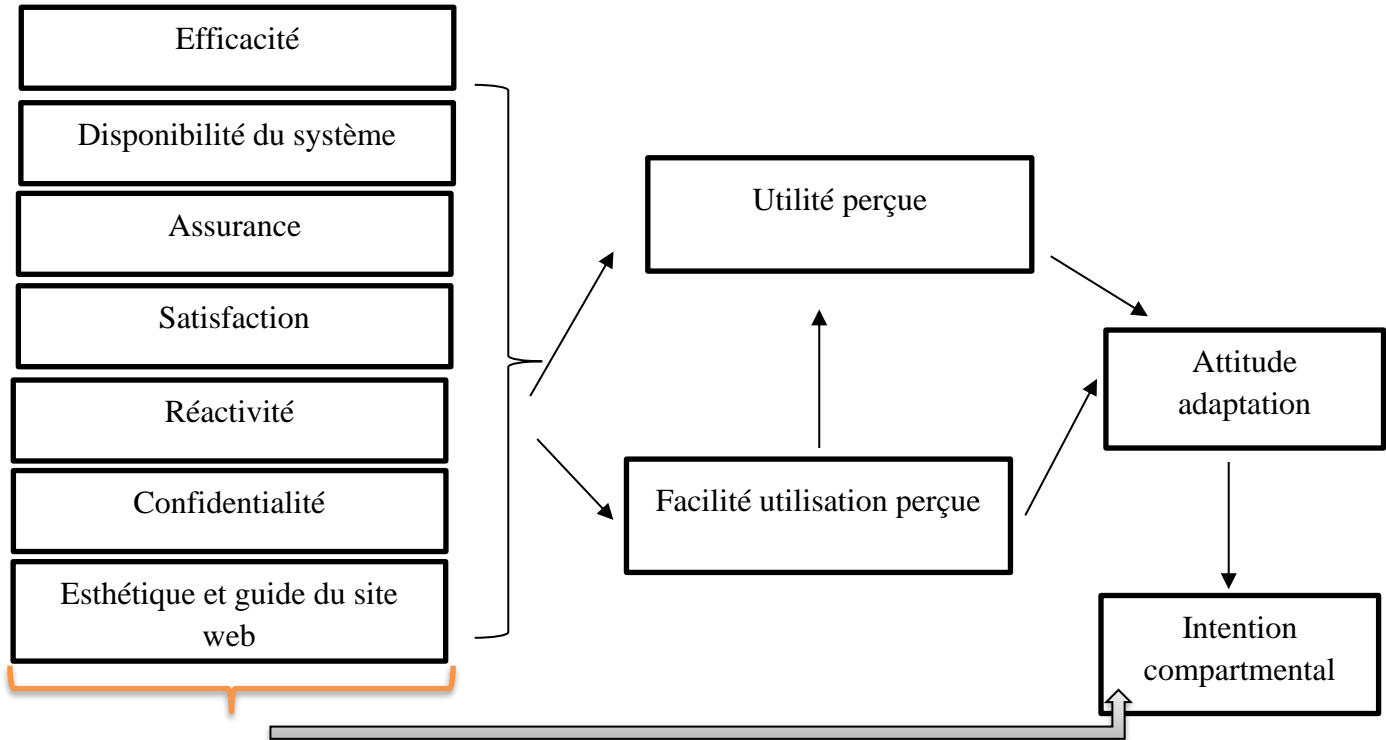 Efficacité
Disponibilité du système
Assurance
Satisfaction
Réactivité
Confidentialité
Esthétique et guide du site
web
Utilité perçue
Facilité utilisation perçue
Attitude
adaptation
Intention
compartmental